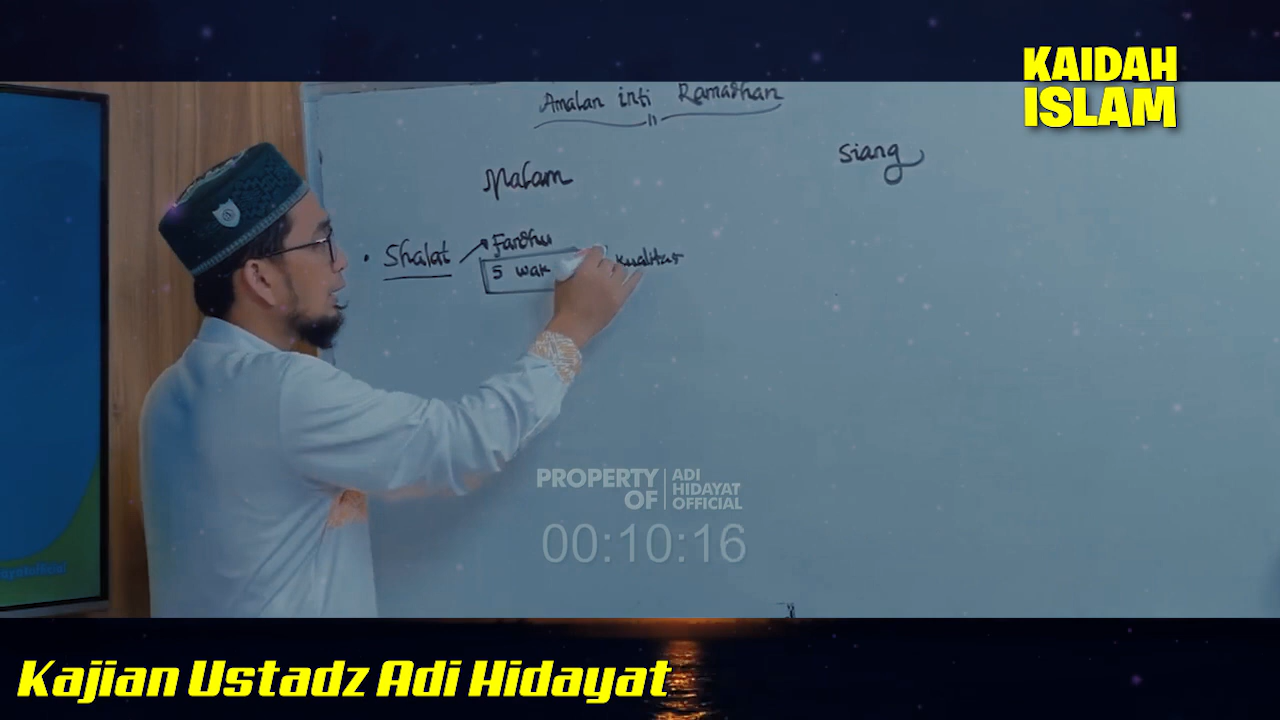 KAIDAH
ISLAM
Amalan inti Ramadhan
Malam
Siang
Shalat
Fardhu
5 wak
kualitas
PROPERTY OF
ADI HIDAYAT OFFICIAL
00:10:16
Kajian Ustadz Adi Hidayat